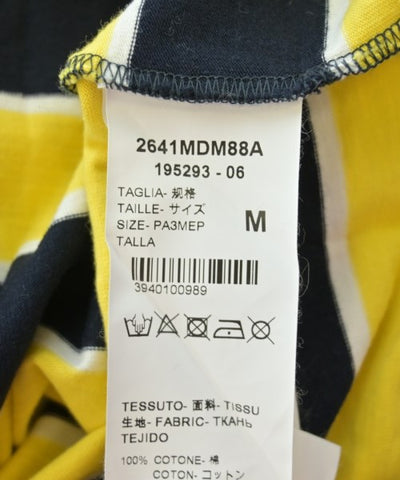 2641MDM88A
195293 - 06
TAGLIA- 规格
TAILLE- サイズ
SIZE- PA3MEP
TALLA
M
3940100989
TESSUTO- 面料- TISSU
生地- FABRIC- TKAHЬ
TEJIDO
100% COTONE- 棉
COTON- コットン